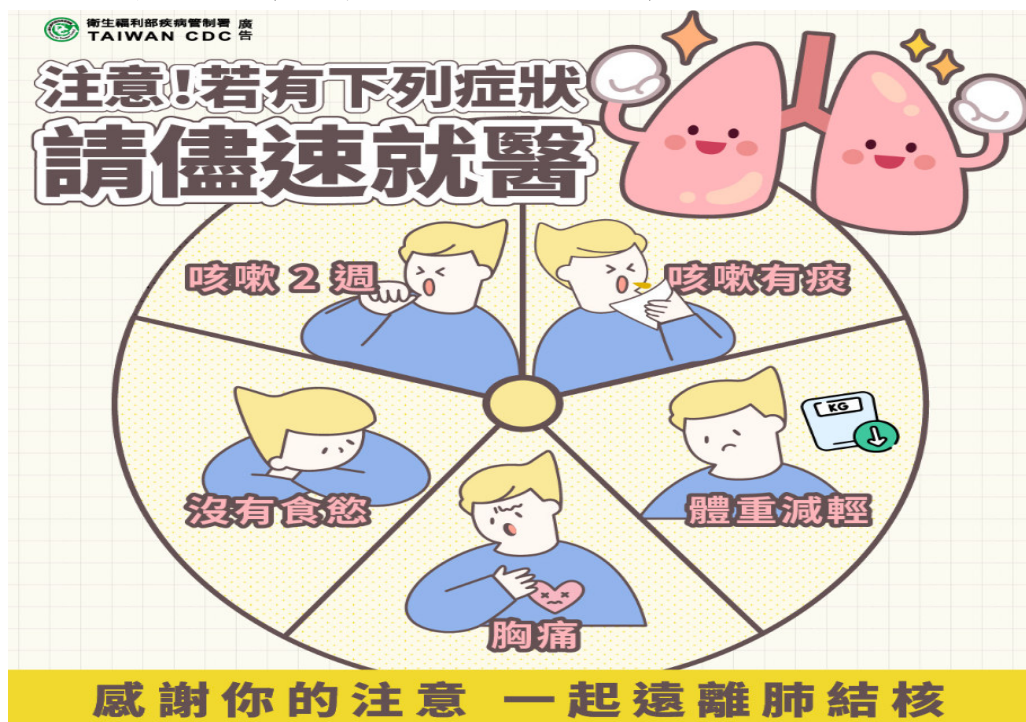 衛生福利部疾病管制署 廣告
TAIWAN CDC
注意!若有下列症狀
請儘速就醫
咳嗽2週
咳嗽有痰
沒有食慾
KG
體重減輕
胸痛
感謝你的注意 一起遠離肺結核